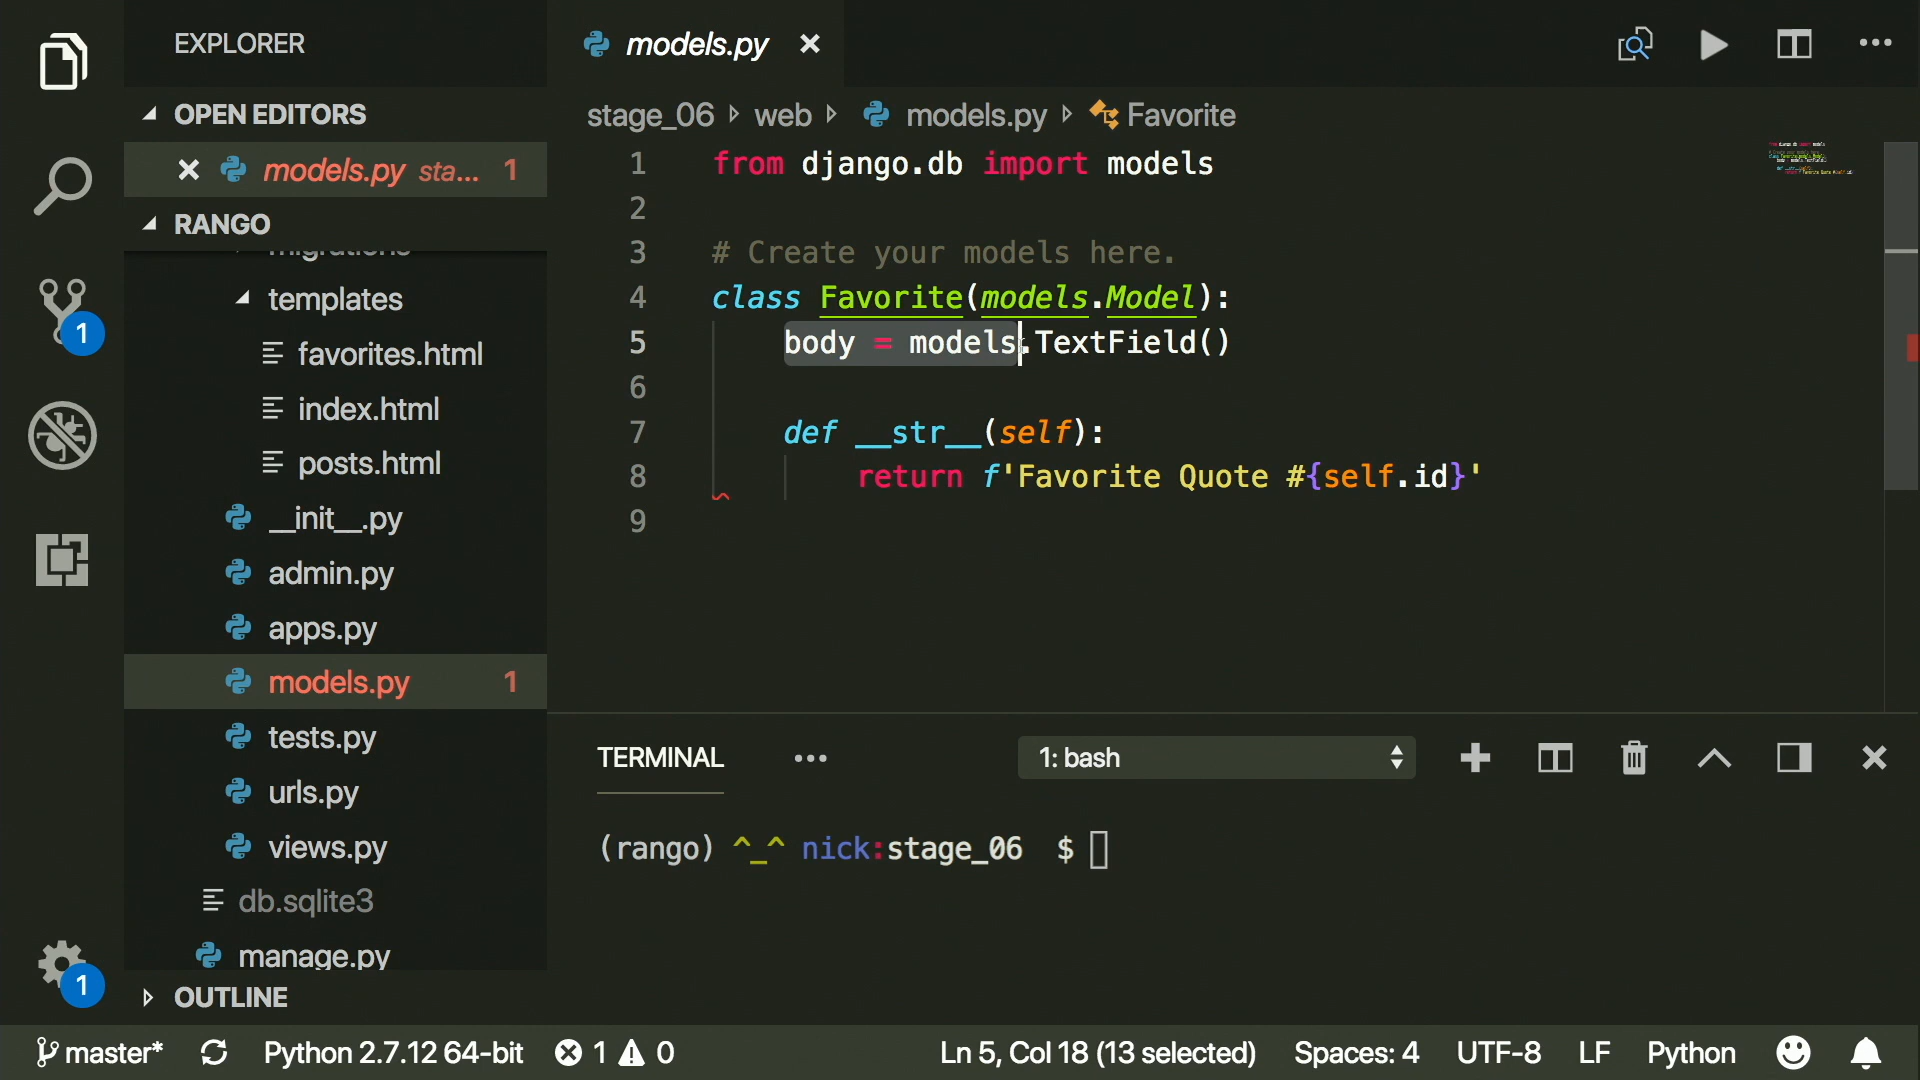 EXPLORER
OPEN EDITORS
models.py sta... 1
RANGO
migrations
templates
favorites.html
index.html
posts.html
__init__.py
admin.py
apps.py
models.py 1
tests.py
urls.py
views.py
db.sqlite3
manage.py
OUTLINE
1
1
models.py
stage_06 web models.py Favorite
1 from django.db import models
2
3 # Create your models here.
4 class Favorite(models.Model):
5 body = models.TextField()
6
7 def __str__(self):
8 return f'Favorite Quote #{self.id}'
9
TERMINAL
1: bash
(rango) ^_^ nick:stage_06 $
master* Python 2.7.12 64-bit 1 0 Ln 5, Col 18 (13 selected) Spaces: 4 UTF-8 LF Python